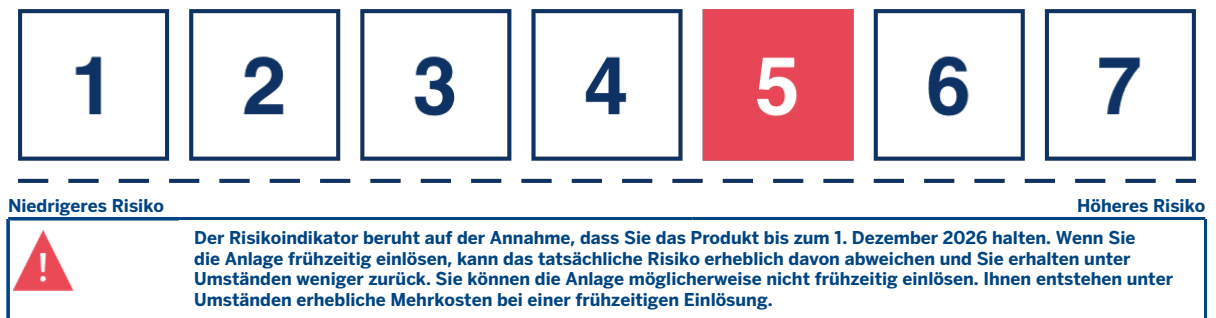 1 2 3 4 5 6 7
Niedrigeres Risiko Höheres Risiko
!
Der Risikoindikator beruht auf der Annahme, dass Sie das Produkt bis zum 1. Dezember 2026 halten. Wenn Sie
die Anlage frühzeitig einlösen, kann das tatsächliche Risiko erheblich davon abweichen und Sie erhalten unter
Umständen weniger zurück. Sie können die Anlage möglicherweise nicht frühzeitig einlösen. Ihnen entstehen unter
Umständen erhebliche Mehrkosten bei einer frühzeitigen Einlösung.